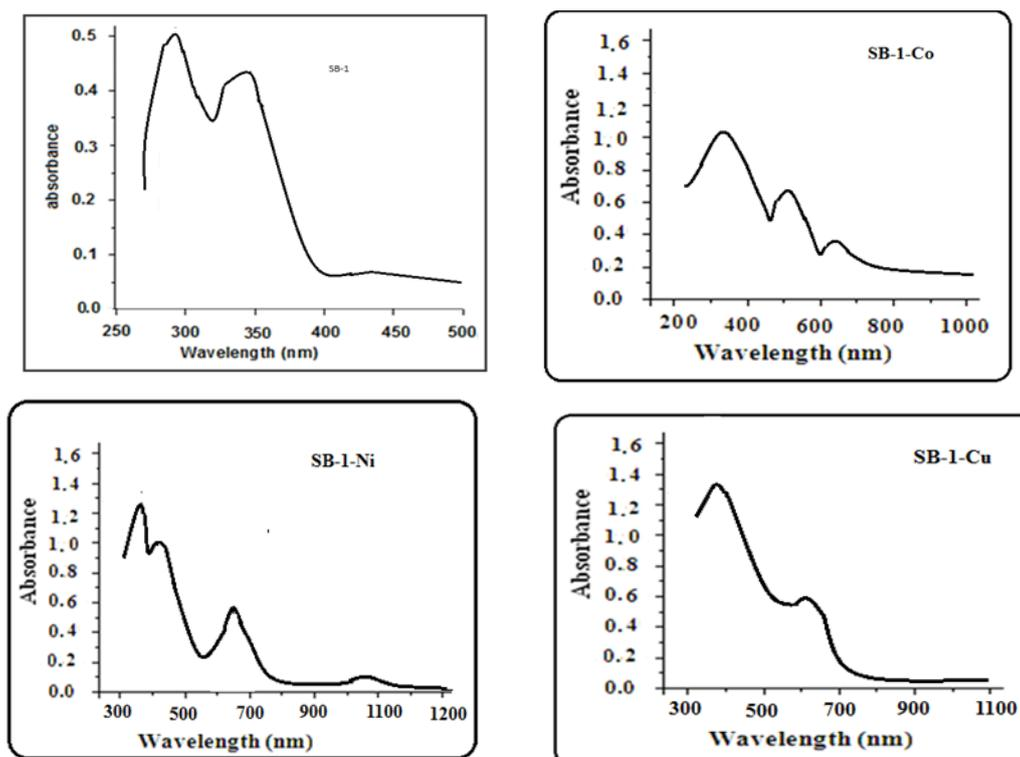 SB-1
absorbance
0.5
0.4
0.3
0.2
0.1
0.0
250 300 350 400 450 500
Wavelength (nm)
SB-1-Co
Absorbance
1.6
1.4
1.2
1.0
0.8
0.6
0.4
0.2
0.0
200 400 600 800 1000
Wavelength (nm)
SB-1-Ni
Absorbance
1.6
1.4
1.2
1.0
0.8
0.6
0.4
0.2
0.0
300 500 700 900 1100 1200
Wavelength (nm)
SB-1-Cu
Absorbance
1.6
1.4
1.2
1.0
0.8
0.6
0.4
0.2
0.0
300 500 700 900 1100
Wavelength (nm)